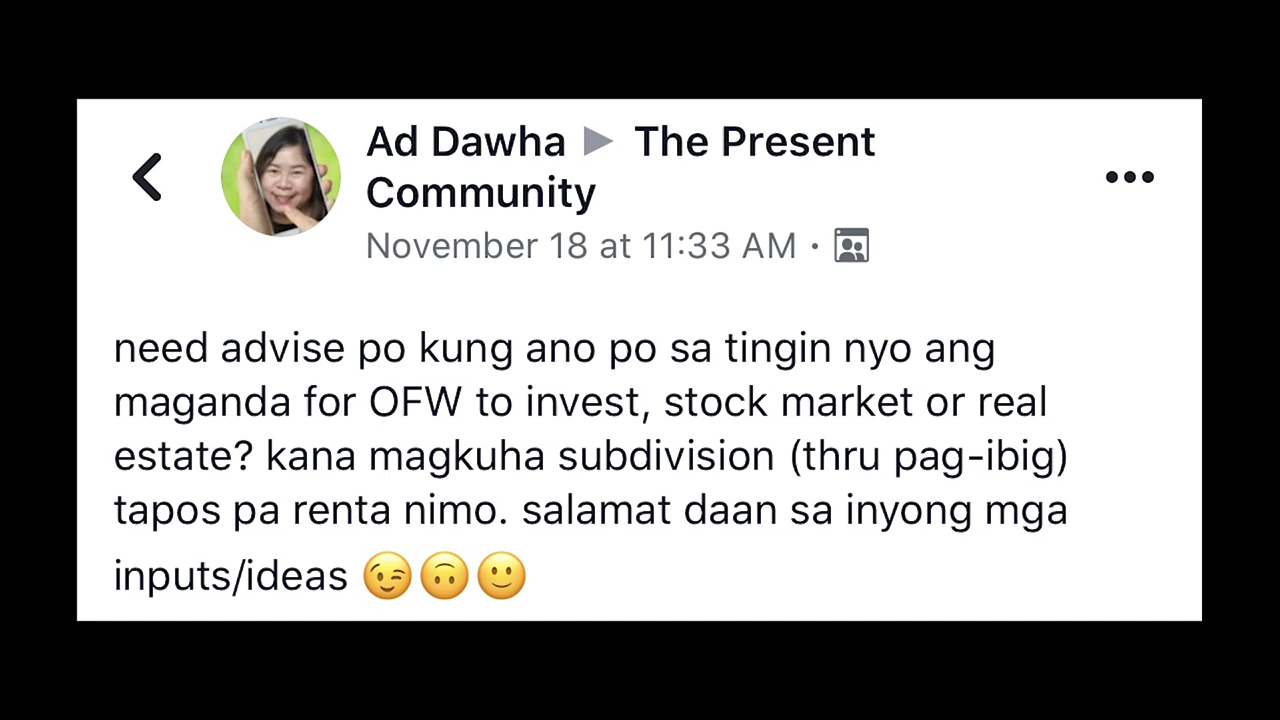 Ad Dawha ▶ The Present
Community
November 18 at 11:33 AM ·
need advise po kung ano po sa tingin nyo ang
maganda for OFW to invest, stock market or real
estate? kana magkuha subdivision (thru pag-ibig)
tapos pa renta nimo. salamat daan sa inyong mga
inputs/ideas 😉🙃🙂